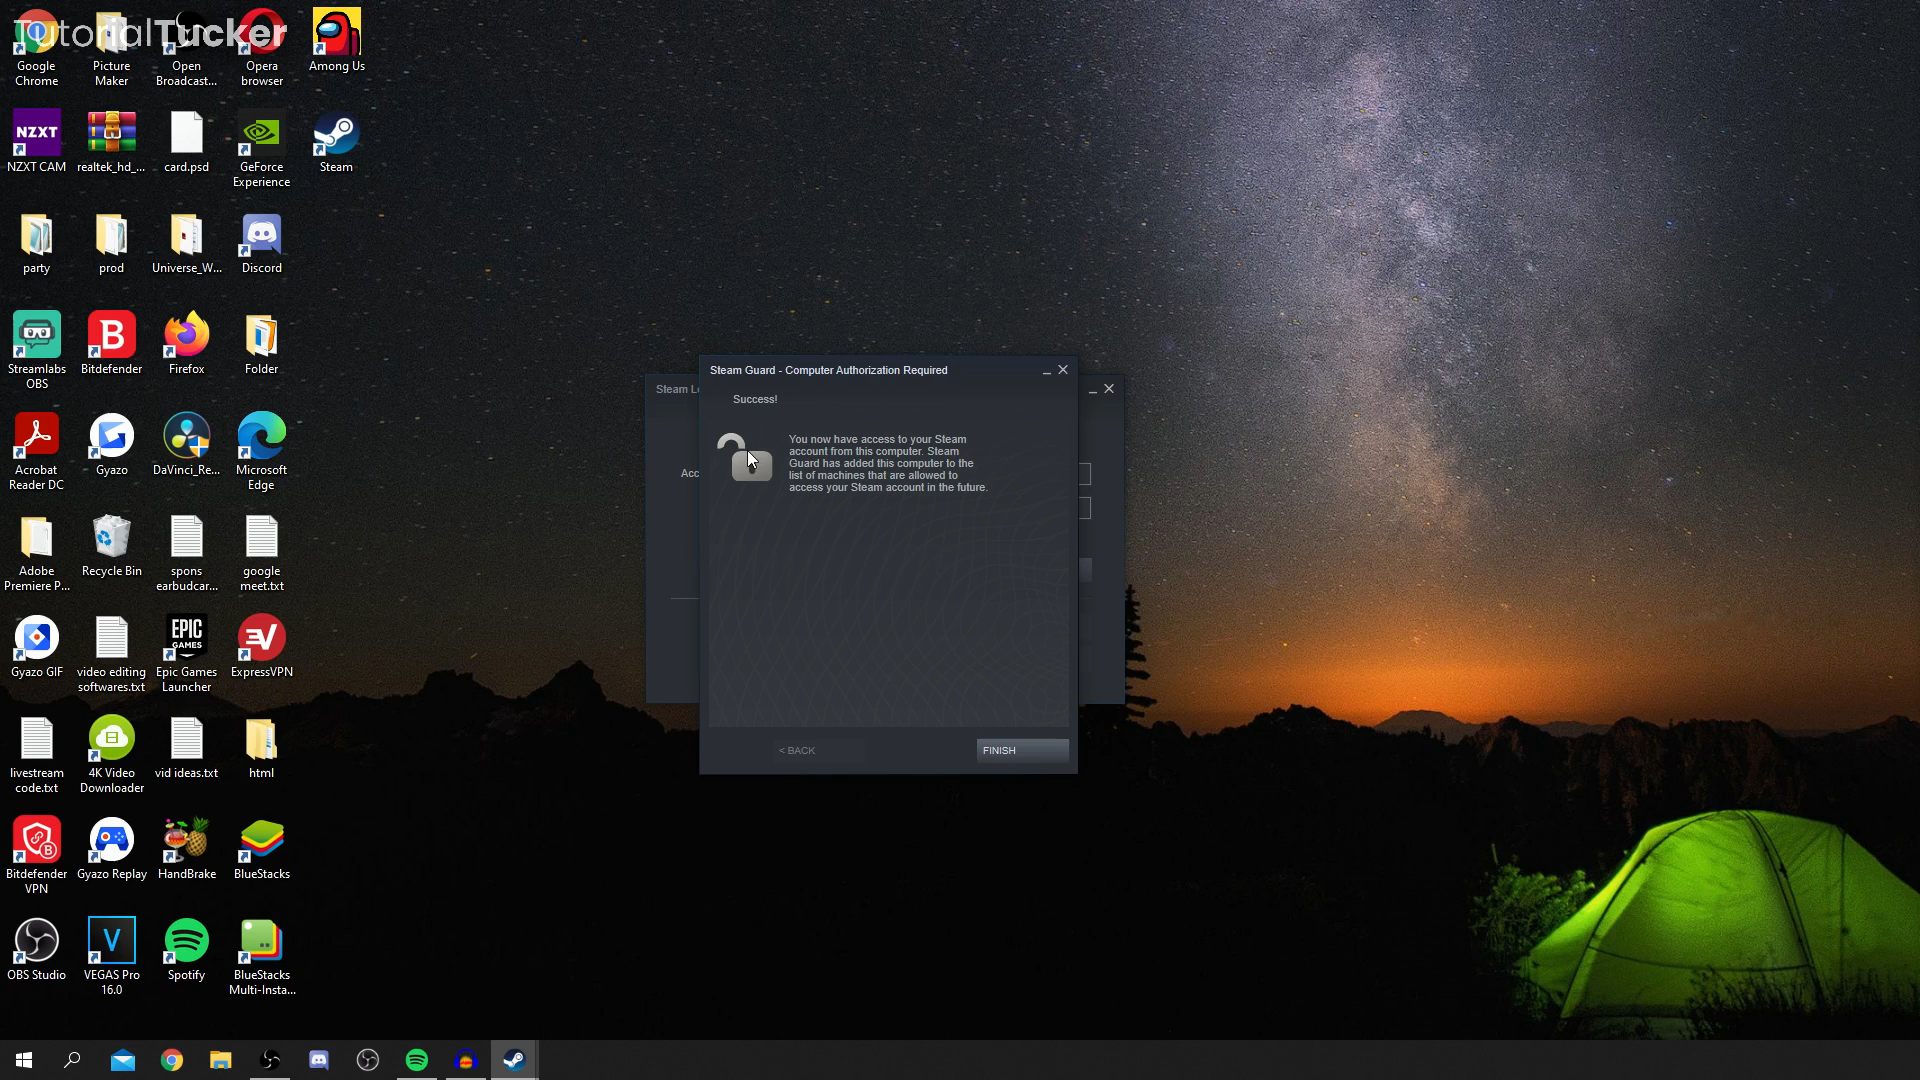 TutorialTucker
Google
Chrome
Picture
Maker
Open
Broadcast...
Opera
browser
Among Us
NZXT
NZXT CAM
realtek_hd_...
card.psd
GeForce
Experience
Steam
party
prod
Universe_W...
Discord
Streamlabs
OBS
B
Bitdefender
Firefox
Folder
Acrobat
Reader DC
Gyazo
DaVinci_Re...
Microsoft
Edge
Adobe
Premiere P...
Recycle Bin
spons
earbudcar...
google
meet.txt
Gyazo GIF
video editing
softwares.txt
EPIC
GAMES
Epic Games
Launcher
ExpressVPN
livestream
code.txt
4K Video
Downloader
vid ideas.txt
html
Bitdefender
VPN
Gyazo Replay
HandBrake
BlueStacks
OBS Studio
V
VEGAS Pro
16.0
Spotify
BlueStacks
Multi-Insta...
Steam L
Acc
Steam Guard - Computer Authorization Required
Success!
You now have access to your Steam
account from this computer. Steam
Guard has added this computer to the
list of machines that are allowed to
access your Steam account in the future.
< BACK
FINISH